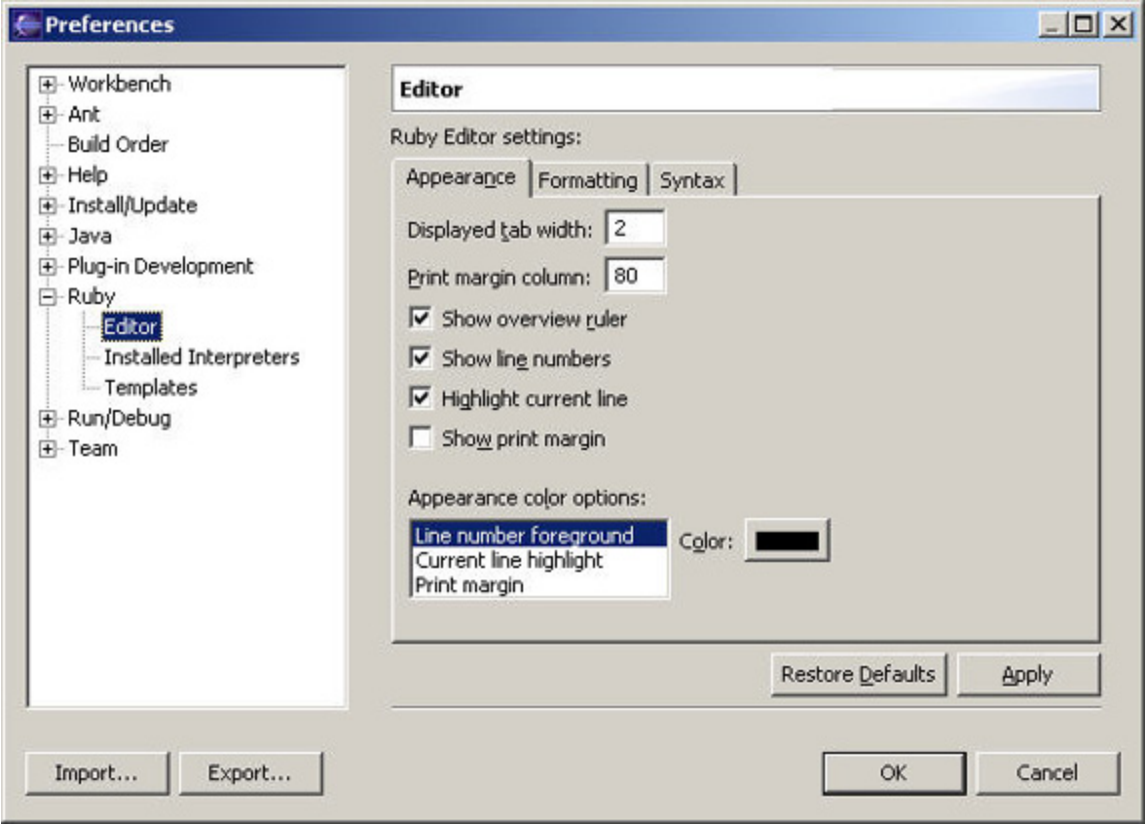 Preferences
Workbench
Ant
Build Order
Help
Install/Update
Java
Plug-in Development
Ruby
Editor
Installed Interpreters
Templates
Run/Debug
Team
Editor
Ruby Editor settings:
Appearance Formatting Syntax
Displayed tab width: 2
Print margin column: 80
Show overview ruler
Show line numbers
Highlight current line
Show print margin
Appearance color options:
Line number foreground
Current line highlight
Print margin
Color:
Restore Defaults Apply
Import... Export... OK Cancel